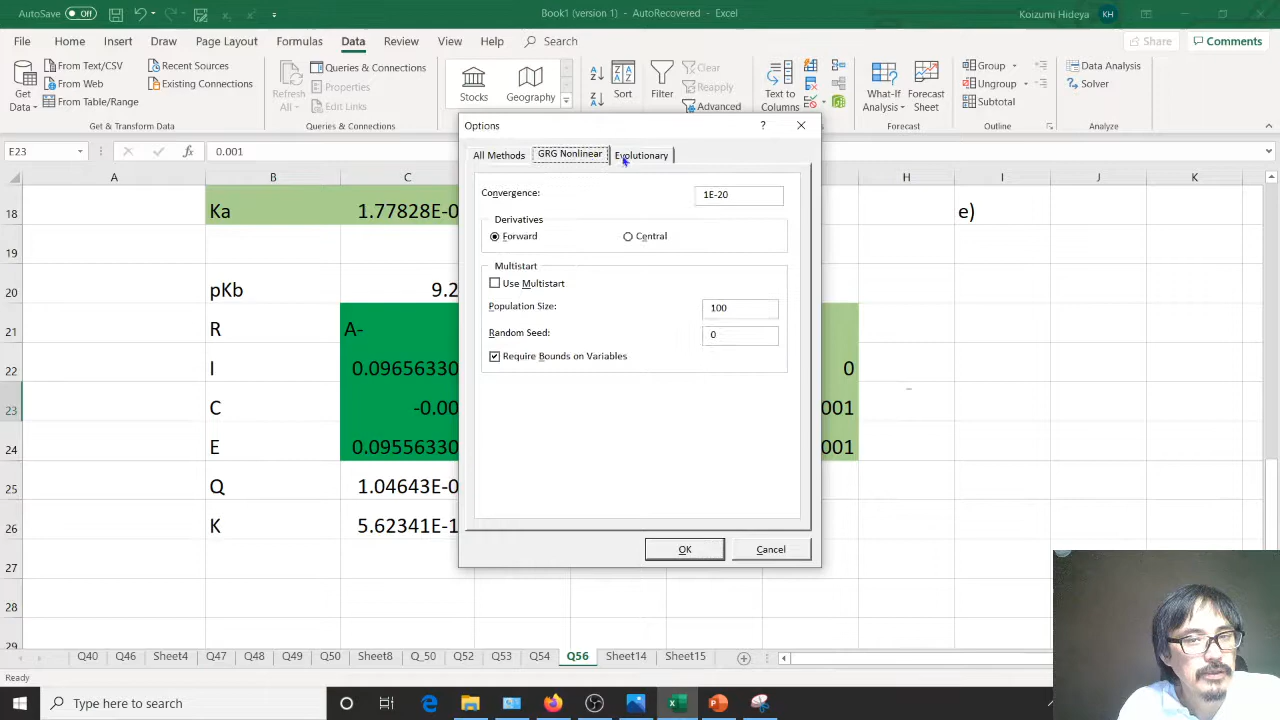 AutoSave Off Book1 (version 1) - AutoRecovered - Excel Koizumi Hideya KH
File Home Insert Draw Page Layout Formulas Data Review View Help Search Share Comments
From Text/CSV Recent Sources Queries & Connections Clear Group Data Analysis
From Web Existing Connections Properties Reapply Ungroup Solver
Get Data From Table/Range Refresh All Edit Links Stocks Geography Sort Filter Advanced Text to Columns What-If Analysis Forecast Sheet Subtotal
Get & Transform Data Queries & Connections Forecast Analyze
E23 fx 0.001
A B C H I J K
Options ?
All Methods GRG Nonlinear Evolutionary
Convergence: 1E-20
Derivatives
Forward Central
Multistart
Use Multistart
Population Size: 100
Random Seed: 0
Require Bounds on Variables
OK Cancel
18 Ka 1.77828E-0 e)
19
20 pKb 9.2
21 R A-
22 I 0.09656330 0
23 C -0.00 001
24 E 0.09556330 001
25 Q 1.04643E-0
26 K 5.62341E-1
27
28
29
Q40 Q46 Sheet4 Q47 Q48 Q49 Q50 Sheet8 Q_50 Q52 Q53 Q54 Q56 Sheet14 Sheet15
Ready
Type here to search